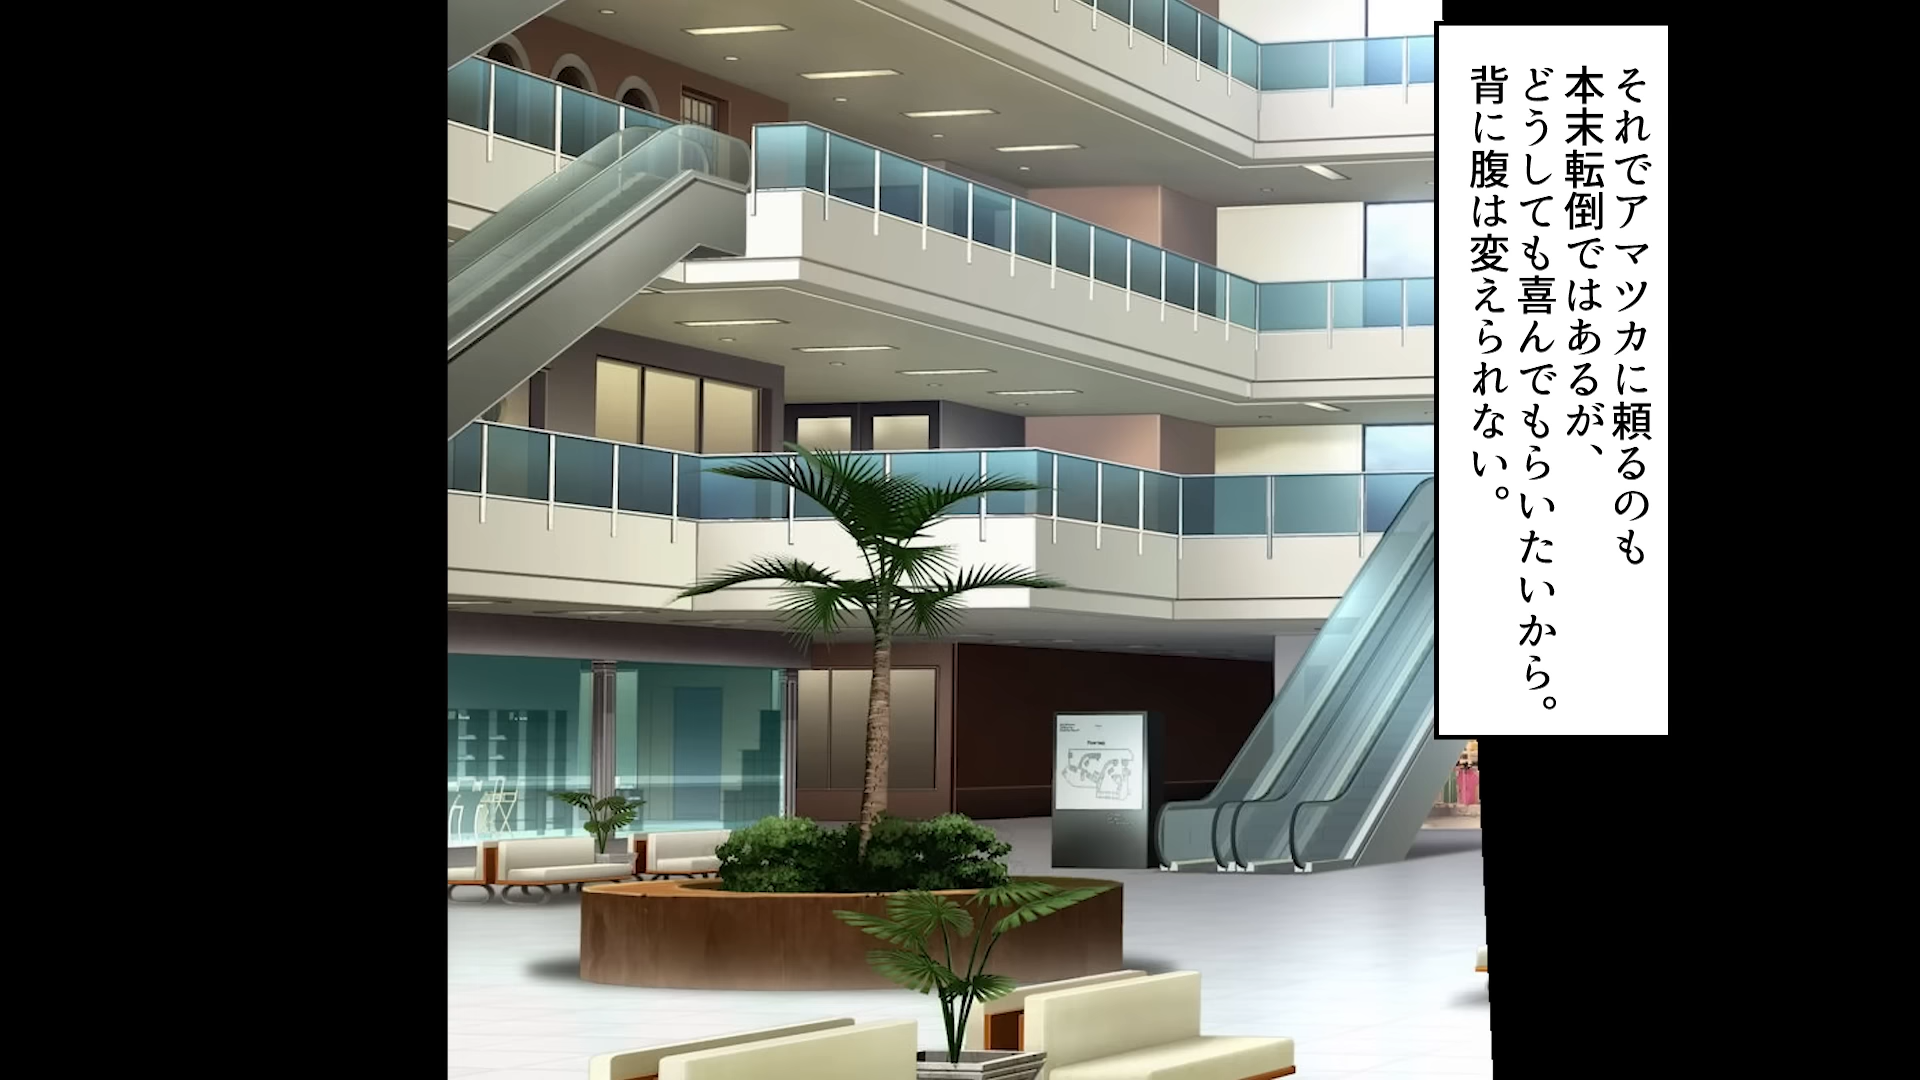 それでアマツカに頼るのも
本末転倒ではあるが、
どうしても喜んでもらいたいから。
背に腹は変えられない。